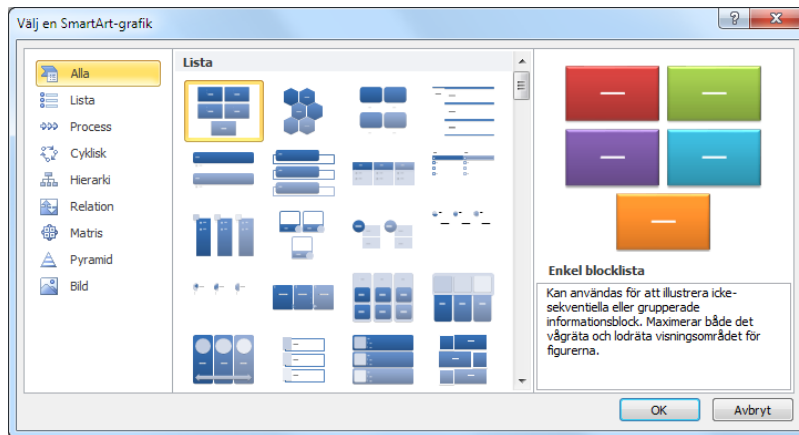 Välj en SmartArt-grafik
Alla
Lista
Process
Cyklisk
Hierarki
Relation
Matris
Pyramid
Bild
Lista
Enkel blocklista
Kan användas för att illustrera icke-
sekventiella eller grupperade
informationsblock. Maximerar både det
vågräta och lodräta visningsområdet för
figurerna.
OK
Avbryt